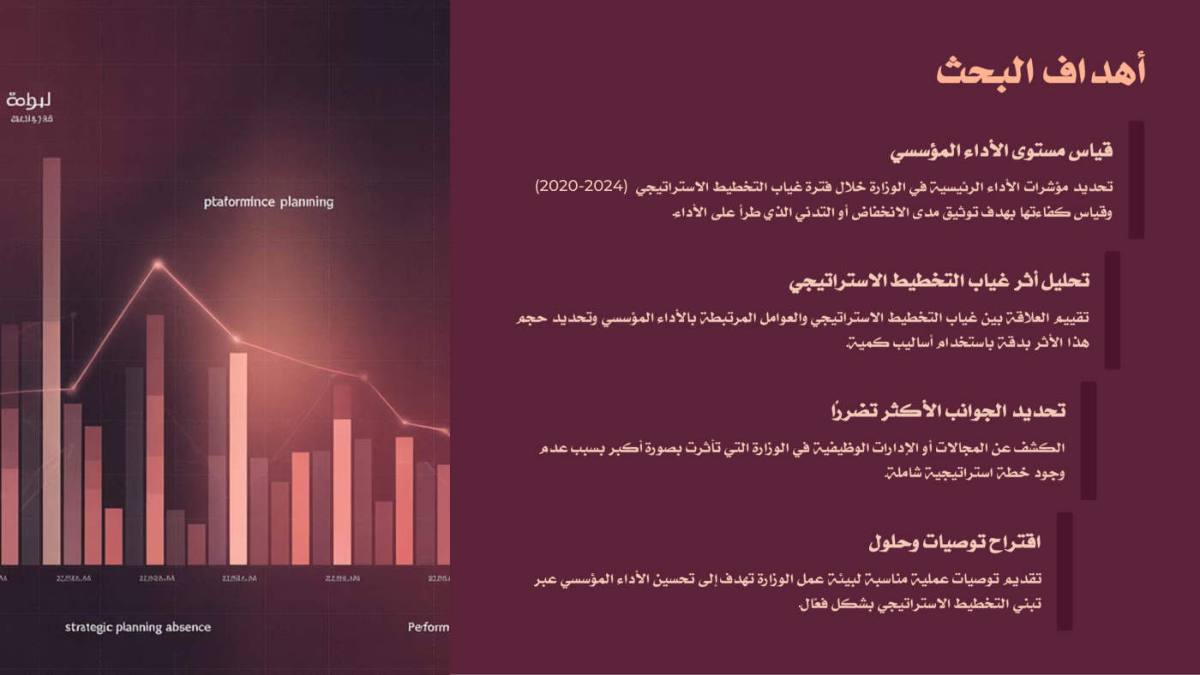 أهداف البحث
قياس مستوى الأداء المؤسسي
تحديد مؤشرات الأداء الرئيسية في الوزارة خلال فترة غياب التخطيط الاستراتيجي (2020-2024)
وقياس كفاءتها بهدف توثيق مدى الانخفاض أو التدني الذي طرأ على الأداء.
تحليل أثر غياب التخطيط الاستراتيجي
تقييم العلاقة بين غياب التخطيط الاستراتيجي والعوامل المرتبطة بالأداء المؤسسي وتحديد حجم
هذا الأثر بدقة باستخدام أساليب كمية.
تحديد الجوانب الأكثر تضررًا
الكشف عن المجالات أو الإدارات الوظيفية في الوزارة التي تأثرت بصورة أكبر بسبب عدم
وجود خطة استراتيجية شاملة.
اقتراح توصيات وحلول
تقديم توصيات عملية مناسبة لبيئة عمل الوزارة تهدف إلى تحسين الأداء المؤسسي عبر
تبني التخطيط الاستراتيجي بشكل فعّال.
ptaformince planming
strategic planning absence
Peform